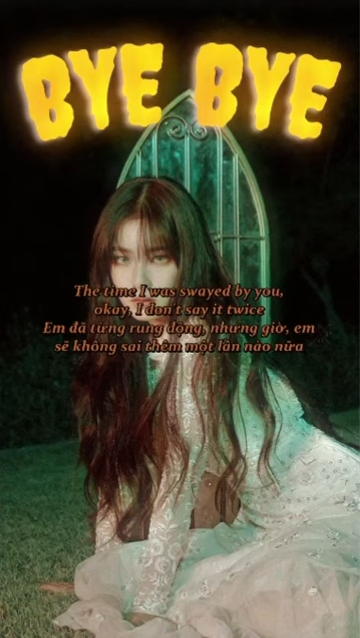 BYE BYE
The time I was swayed by you,
okay, I don't say it twice
Em đã từng rung động, nhưng giờ, em
sẽ không sai thêm một lần nào nữa